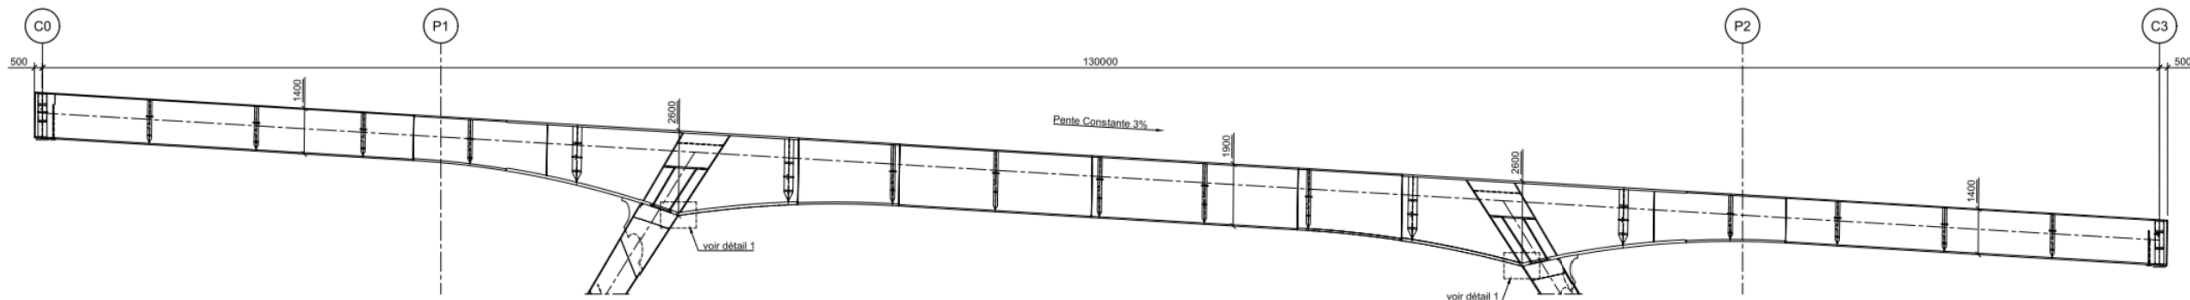 C0
P1
P2
C3
500
130000
500
1400
2600
Pente Constante 3%
1900
2600
1400
voir détail 1
voir détail 1